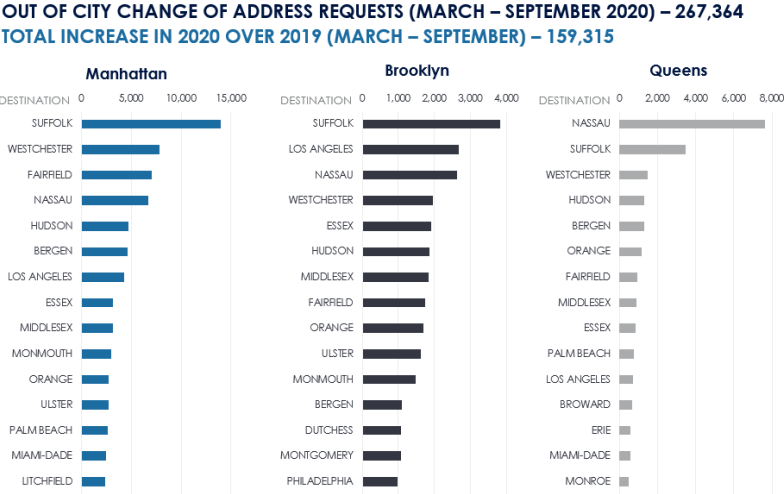 OUT OF CITY CHANGE OF ADDRESS REQUESTS (MARCH – SEPTEMBER 2020) – 267,364
TOTAL INCREASE IN 2020 OVER 2019 (MARCH – SEPTEMBER) – 159,315
Manhattan
DESTINATION 0 5,000 10,000 15,000
SUFFOLK
WESTCHESTER
FAIRFIELD
NASSAU
HUDSON
BERGEN
LOS ANGELES
ESSEX
MIDDLESEX
MONMOUTH
ORANGE
ULSTER
PALM BEACH
MIAMI-DADE
LITCHFIELD
Brooklyn
DESTINATION 0 1,000 2,000 3,000 4,000
SUFFOLK
LOS ANGELES
NASSAU
WESTCHESTER
ESSEX
HUDSON
MIDDLESEX
FAIRFIELD
ORANGE
ULSTER
MONMOUTH
BERGEN
DUTCHESS
MONTGOMERY
PHILADELPHIA
Queens
DESTINATION 0 2,000 4,000 6,000 8,000
NASSAU
SUFFOLK
WESTCHESTER
HUDSON
BERGEN
ORANGE
FAIRFIELD
MIDDLESEX
ESSEX
PALM BEACH
LOS ANGELES
BROWARD
ERIE
MIAMI-DADE
MONROE